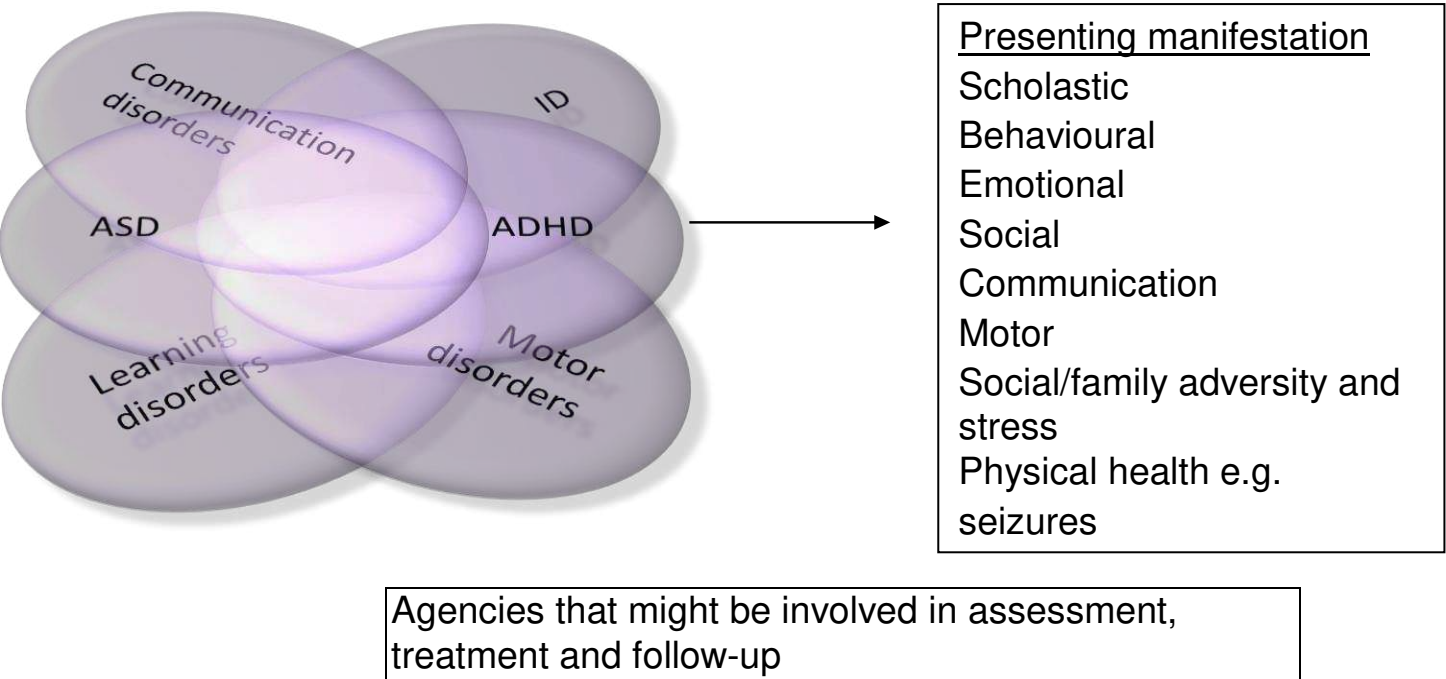 Communication
disorders
ID
ASD
ADHD
Learning
disorders
Motor
disorders
Presenting manifestation
Scholastic
Behavioural
Emotional
Social
Communication
Motor
Social/family adversity and
stress
Physical health e.g.
seizures
Agencies that might be involved in assessment,
treatment and follow-up